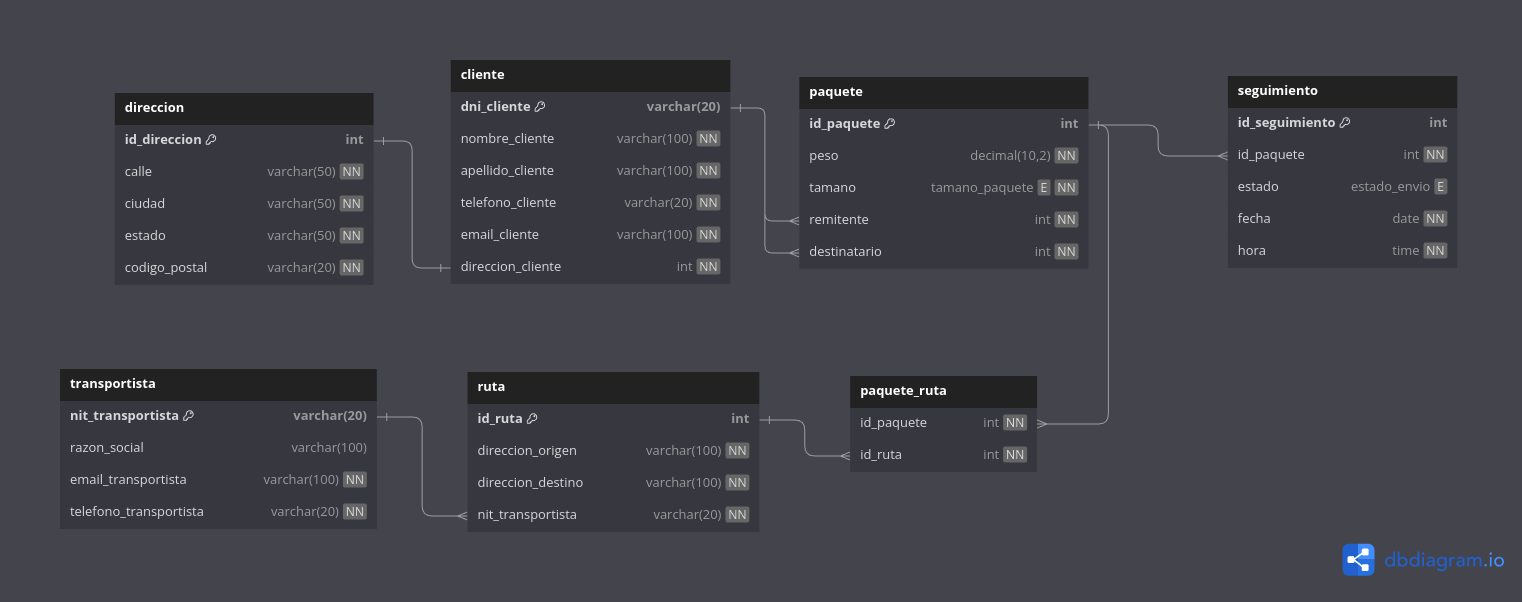 direccion
id_direccion int
calle varchar(50) NN
ciudad varchar(50) NN
estado varchar(50) NN
codigo_postal varchar(20) NN
cliente
dni_cliente varchar(20)
nombre_cliente varchar(100) NN
apellido_cliente varchar(100) NN
telefono_cliente varchar(20) NN
email_cliente varchar(100) NN
direccion_cliente int NN
paquete
id_paquete int
peso decimal(10,2) NN
tamano tamano_paquete E NN
remitente int NN
destinatario int NN
seguimiento
id_seguimiento int
id_paquete int NN
estado estado_envio E
fecha date NN
hora time NN
transportista
nit_transportista varchar(20)
razon_social varchar(100)
email_transportista varchar(100) NN
telefono_transportista varchar(20) NN
ruta
id_ruta int
direccion_origen varchar(100) NN
direccion_destino varchar(100) NN
nit_transportista varchar(20) NN
paquete_ruta
id_paquete int NN
id_ruta int NN
dbdiagram.io